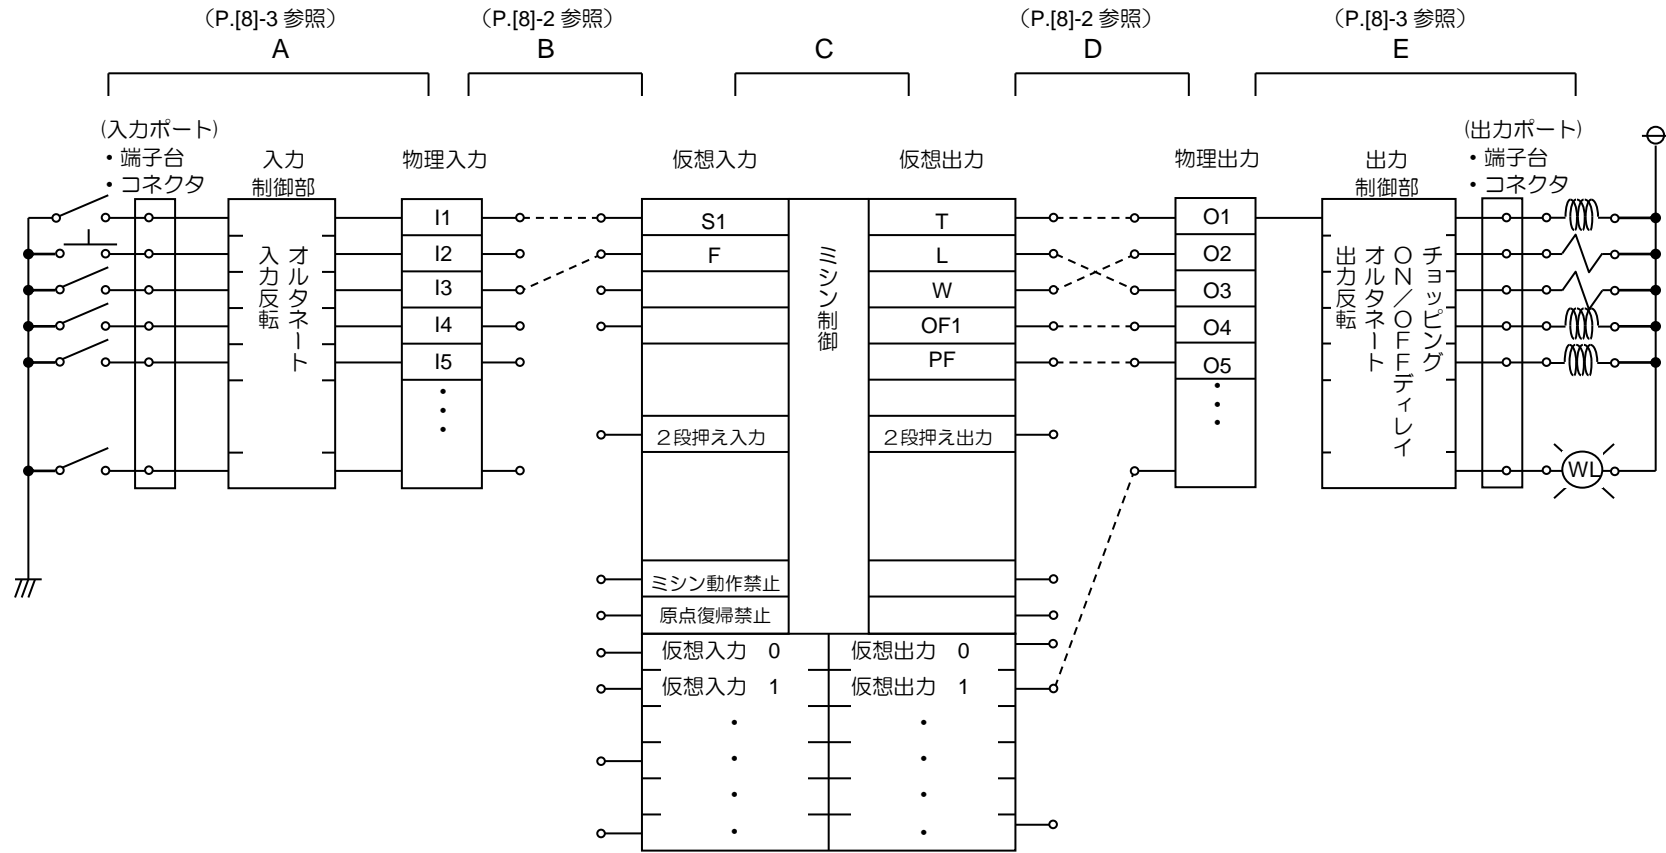 （P.[8]-3 参照）
A
（P.[8]-2 参照）
B
C
（P.[8]-2 参照）
D
（P.[8]-3 参照）
E
(入力ポート)
・端子台
・コネクタ
入力
制御部
オルタネート
入力反転
物理入力
I1
I2
I3
I4
I5
・
・
・
仮想入力
S1
F
２段押え入力
ミシン動作禁止
原点復帰禁止
仮想入力 0
仮想入力 1
・
・
・
・
ミシン制御
仮想出力
T
L
W
OF1
PF
２段押え出力
仮想出力 0
仮想出力 1
・
・
・
・
物理出力
O1
O2
O3
O4
O5
・
・
・
出力
制御部
チョッピング
ＯＮ／ＯＦＦディレイ
オルタネート
出力反転
(出力ポート)
・端子台
・コネクタ
WL